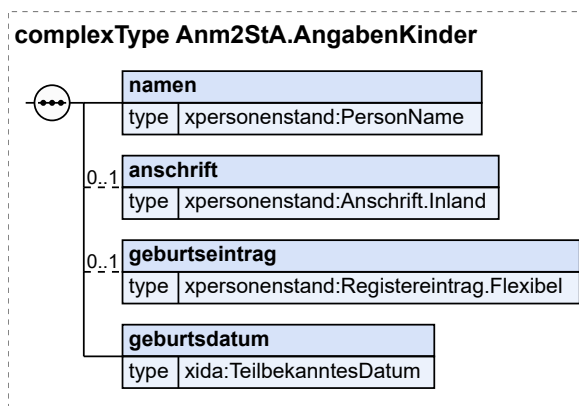 complexType Anm2StA.AngabenKinder
namen
type xpersonenstand:PersonName
0..1 anschrift
type xpersonenstand:Anschrift.Inland
0..1 geburtseintrag
type xpersonenstand:Registereintrag.Flexibel
geburtsdatum
type xida:TeilbekanntesDatum